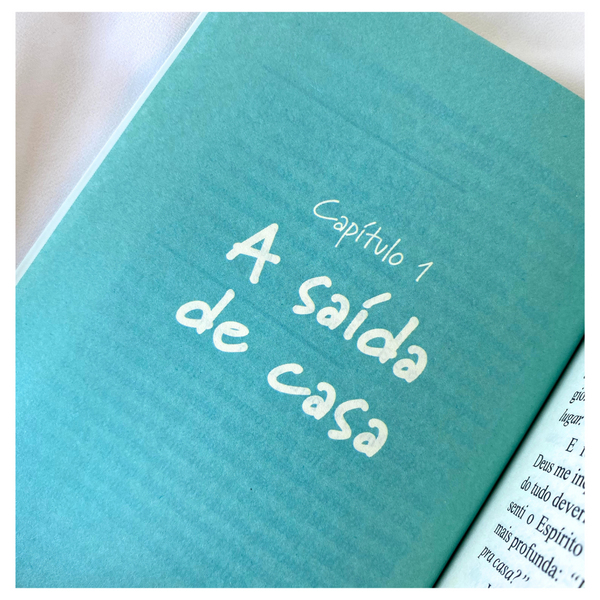 Capítulo 1
A saída
de casa
lugar.
E
Deus me
do tudo
senti o Espírito
mais profunda: “
pra casa?”